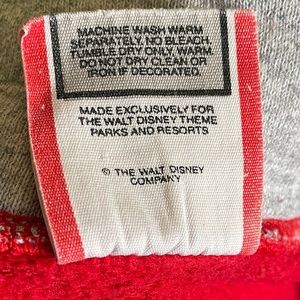 MACHINE WASH WARM
SEPARATELY NO BLEACH.
TUMBLE DRY ONLY WARM.
DO NOT DRY CLEAN OR
IRON IF DECORATED.
MADE EXCLUSIVELY FOR
THE WALT DISNEY THEME
PARKS AND RESORTS
© THE WALT DISNEY
COMPANY